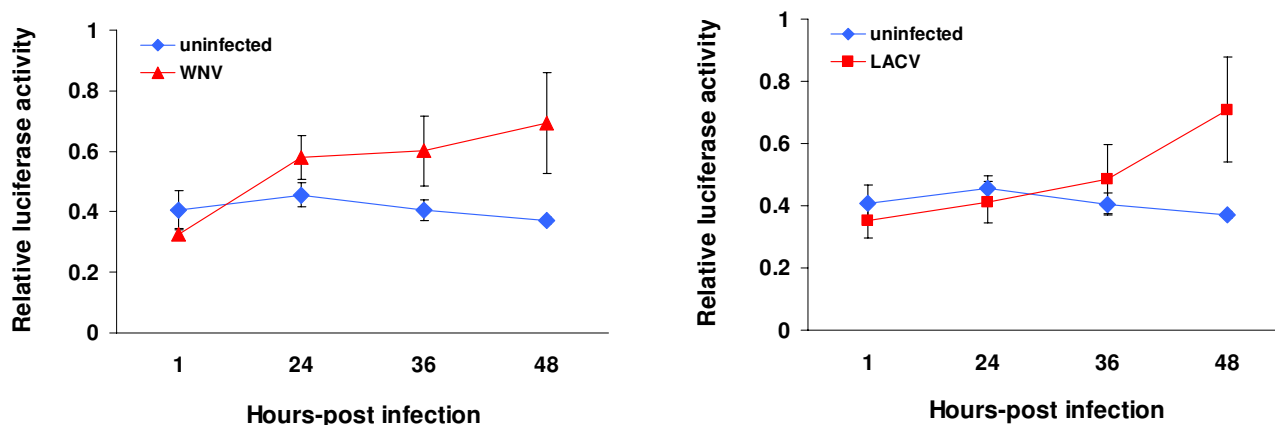 Relative luciferase activity
1
0.8
0.6
0.4
0.2
0
uninfected
WNV
1 24 36 48
Hours-post infection
Relative luciferase activity
1
0.8
0.6
0.4
0.2
0
uninfected
LACV
1 24 36 48
Hours-post infection